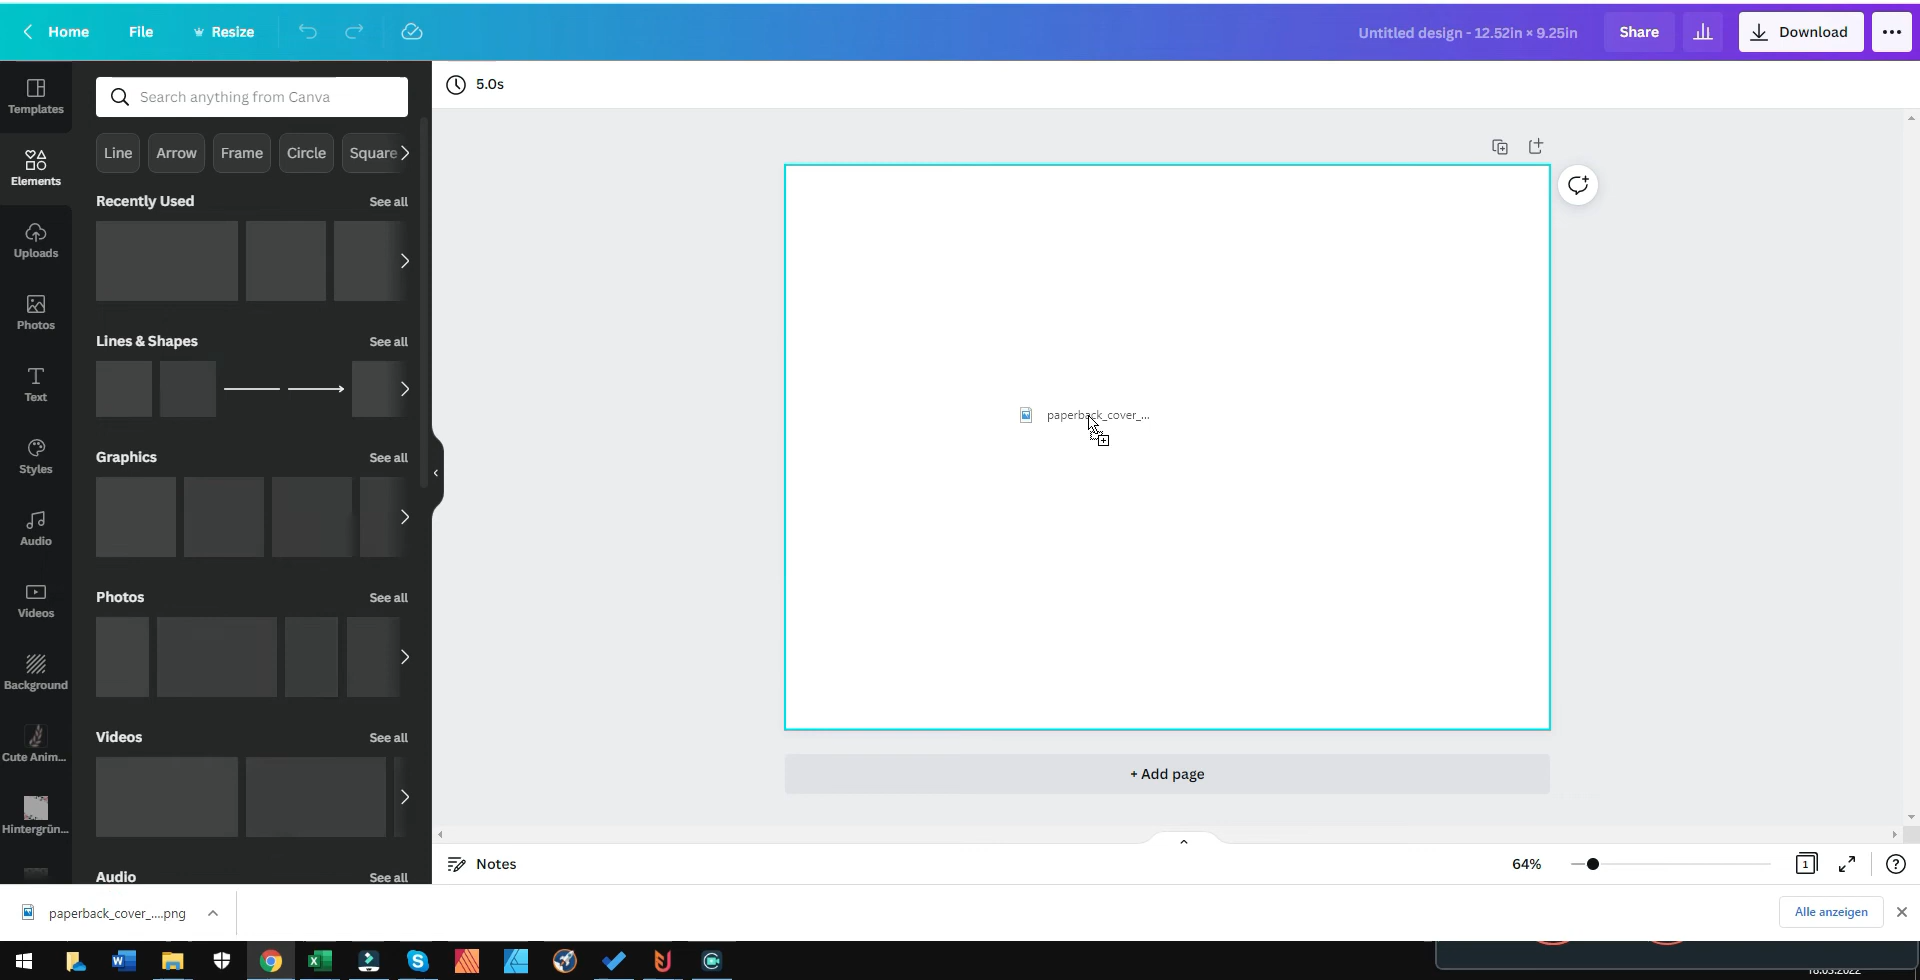 Home
File
Resize
Untitled design - 12.52in × 9.25in
Share
Download
Templates
Elements
Uploads
Photos
Text
Styles
Audio
Videos
Background
Cute Anim...
Hintergrün...
Search anything from Canva
Line
Arrow
Frame
Circle
Square
Recently Used
See all
Lines & Shapes
See all
Graphics
See all
Photos
See all
Videos
See all
Audio
See all
5.0s
paperback_cover_...
+ Add page
Notes
64%
1
paperback_cover_....png
Alle anzeigen
18.03.2022